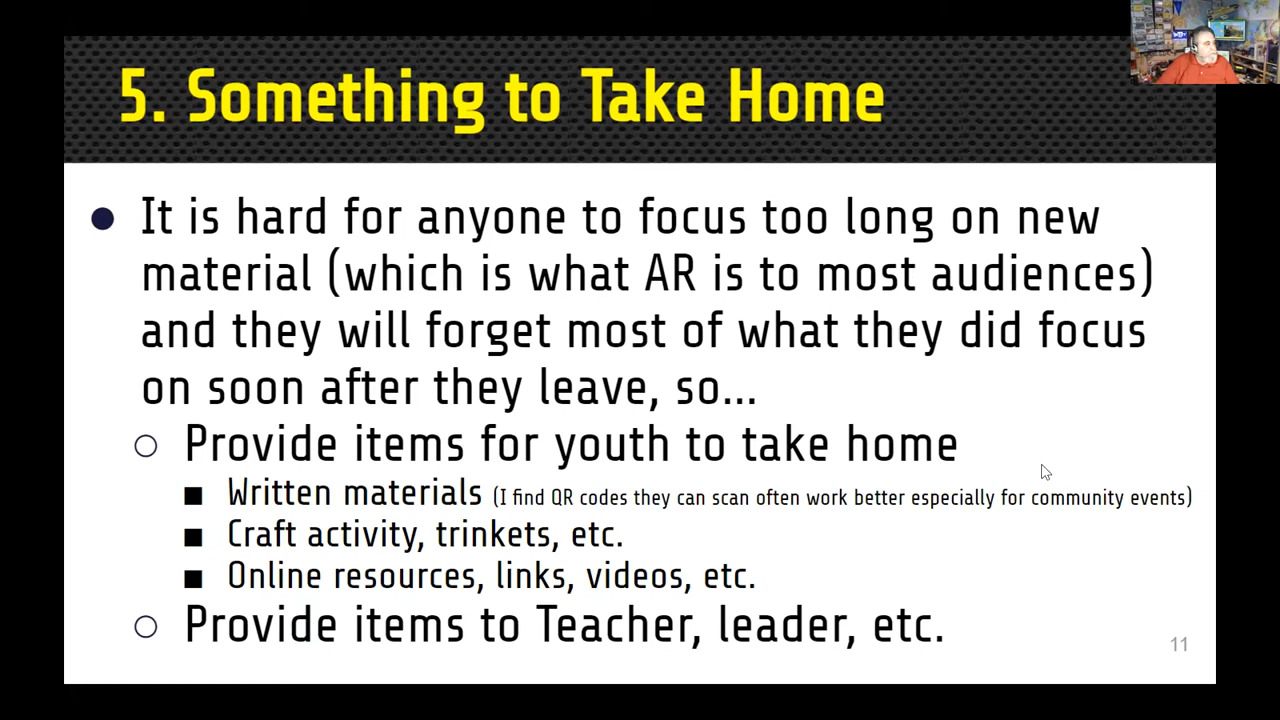 5. Something to Take Home
It is hard for anyone to focus too long on new
material (which is what AR is to most audiences)
and they will forget most of what they did focus
on soon after they leave, so...
Provide items for youth to take home
Written materials (I find QR codes they can scan often work better especially for community events)
Craft activity, trinkets, etc.
Online resources, links, videos, etc.
Provide items to Teacher, leader, etc.
11